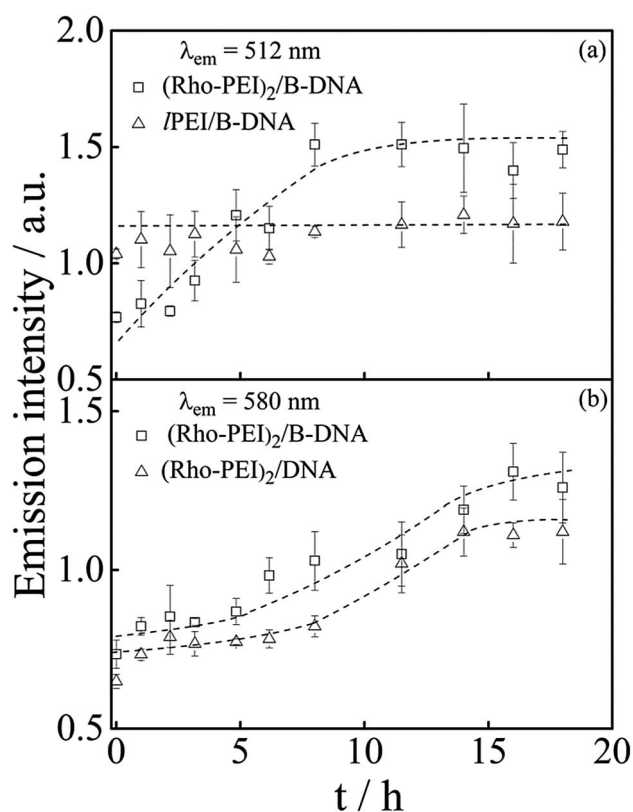 2.0
λem = 512 nm
(a)
(Rho-PEI)2/B-DNA
lPEI/B-DNA
1.5
1.0
0.5
λem = 580 nm
(b)
(Rho-PEI)2/B-DNA
(Rho-PEI)2/DNA
1.5
1.0
0.5
0 5 10 15 20
t / h
Emission intensity / a.u.